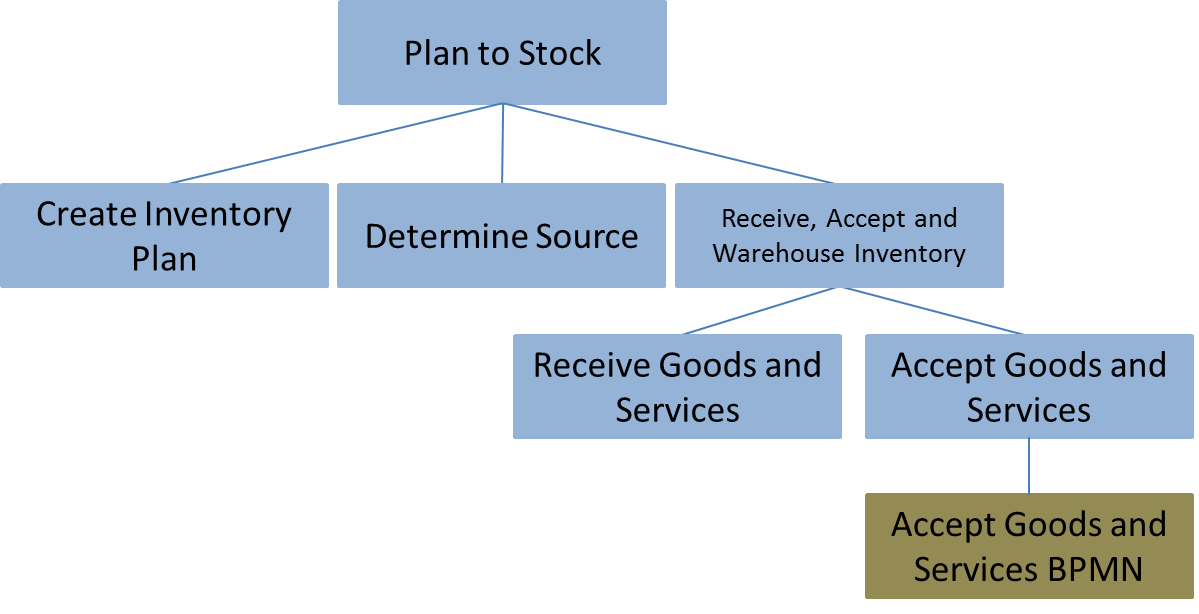 Plan to Stock
Create Inventory
Plan
Determine Source
Receive, Accept and
Warehouse Inventory
Receive Goods and
Services
Accept Goods and
Services
Accept Goods and
Services BPMN